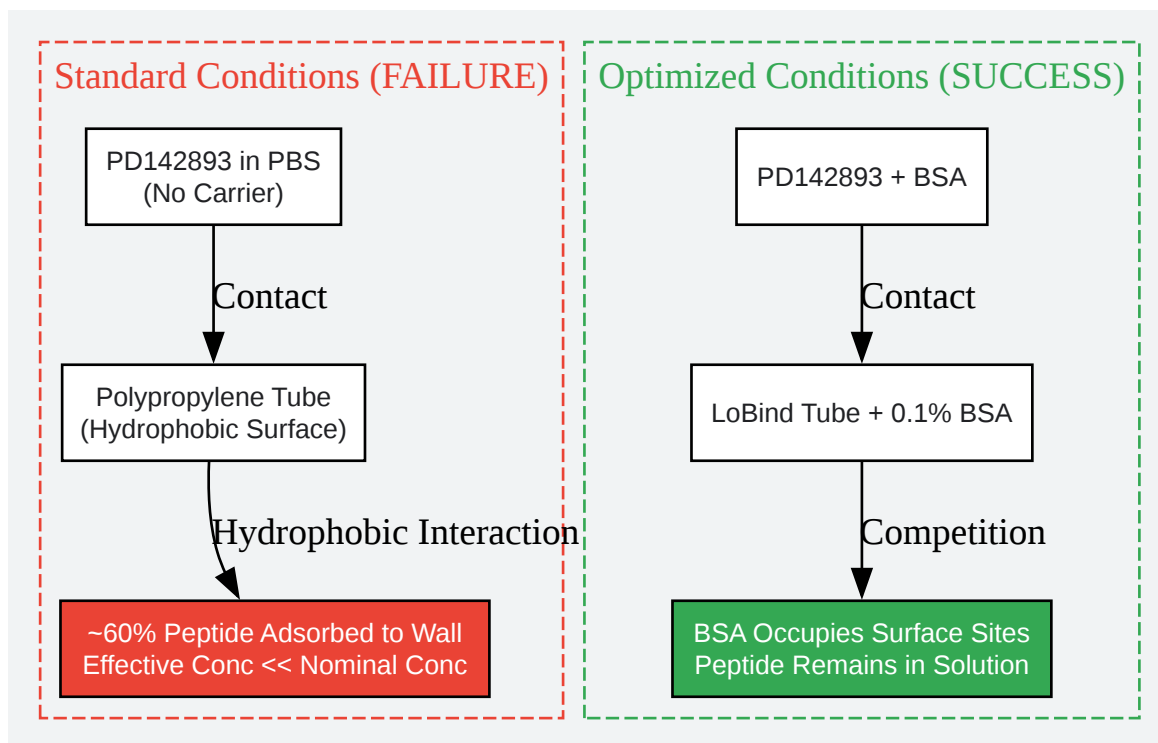 Standard Conditions (FAILURE)
PD142893 in PBS
(No Carrier)
Contact
Polypropylene Tube
(Hydrophobic Surface)
Hydrophobic Interaction
~60% Peptide Adsorbed to Wall
Effective Conc << Nominal Conc
Optimized Conditions (SUCCESS)
PD142893 + BSA
Contact
LoBind Tube + 0.1% BSA
Competition
BSA Occupies Surface Sites
Peptide Remains in Solution